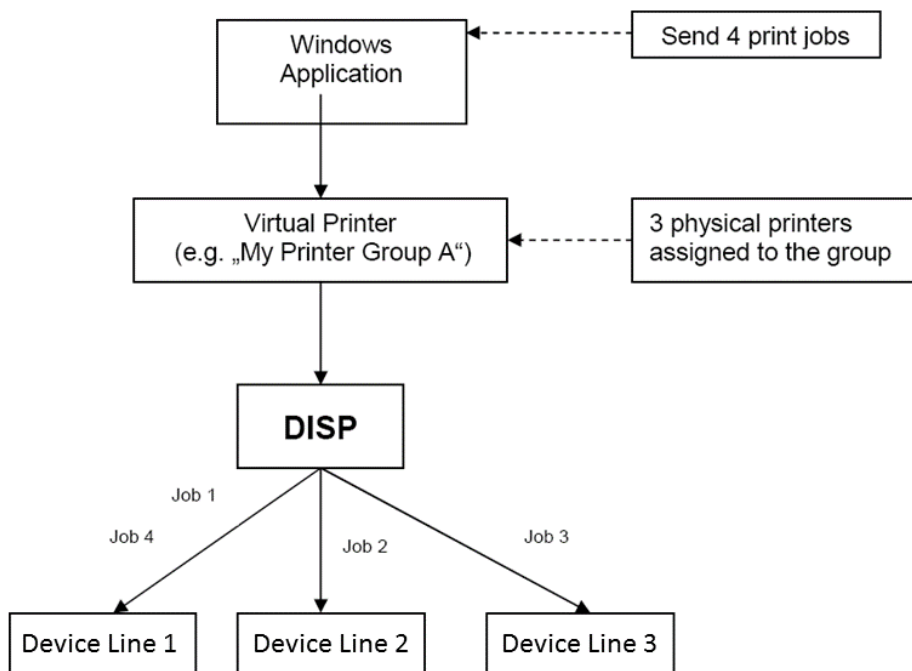 Windows
Application
Send 4 print jobs
Virtual Printer
(e.g. „My Printer Group A“)
3 physical printers
assigned to the group
DISP
Job 1
Job 4
Job 2
Job 3
Device Line 1
Device Line 2
Device Line 3